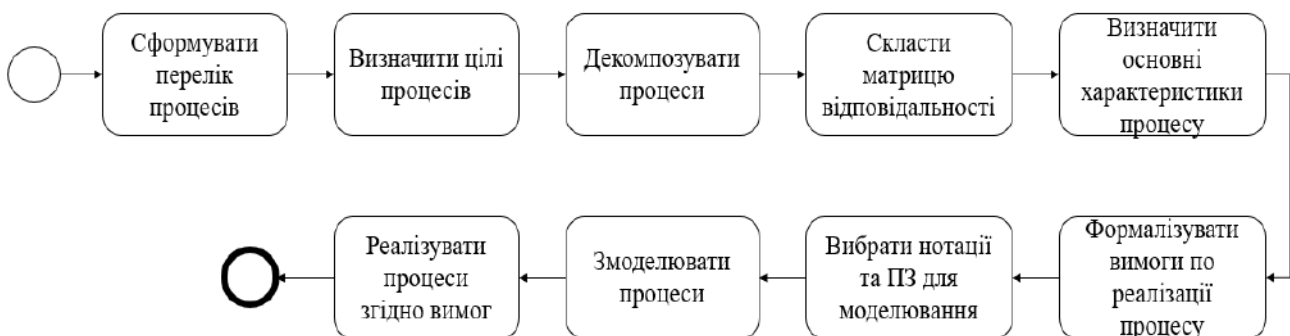 Сформувати
перелік
процесів
Визначити цілі
процесів
Декомпозувати
процеси
Скласти
матрицю
відповідальності
Визначити
основні
характеристики
процесу
Формалізувати
вимоги по
реалізації
процесу
Вибрати нотації
та ПЗ для
моделювання
Змоделювати
процеси
Реалізувати
процеси
згідно вимог